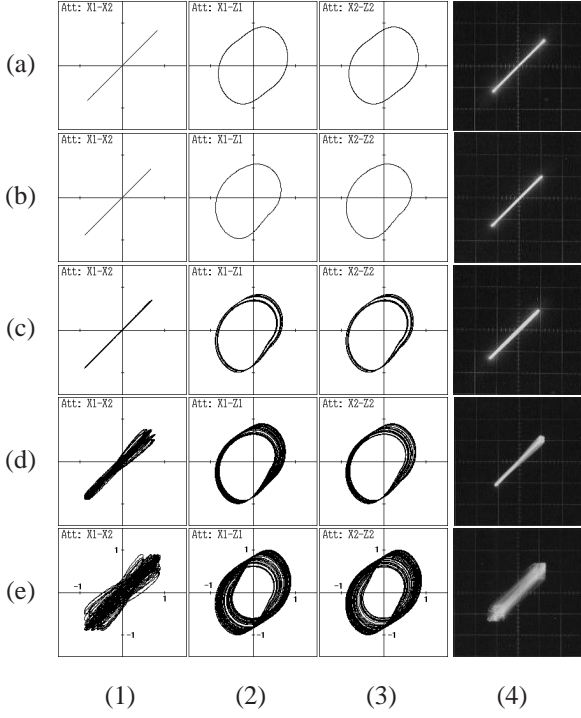 Att: X1-X2 Att: X1-Z1 Att: X2-Z2
(a)
Att: X1-X2 Att: X1-Z1 Att: X2-Z2
(b)
Att: X1-X2 Att: X1-Z1 Att: X2-Z2
(c)
Att: X1-X2 Att: X1-Z1 Att: X2-Z2
(d)
Att: X1-X2 Att: X1-Z1 Att: X2-Z2
1 1 1
(e) -1 1 -1 1 -1 1
-1 -1 -1
(1) (2) (3) (4)